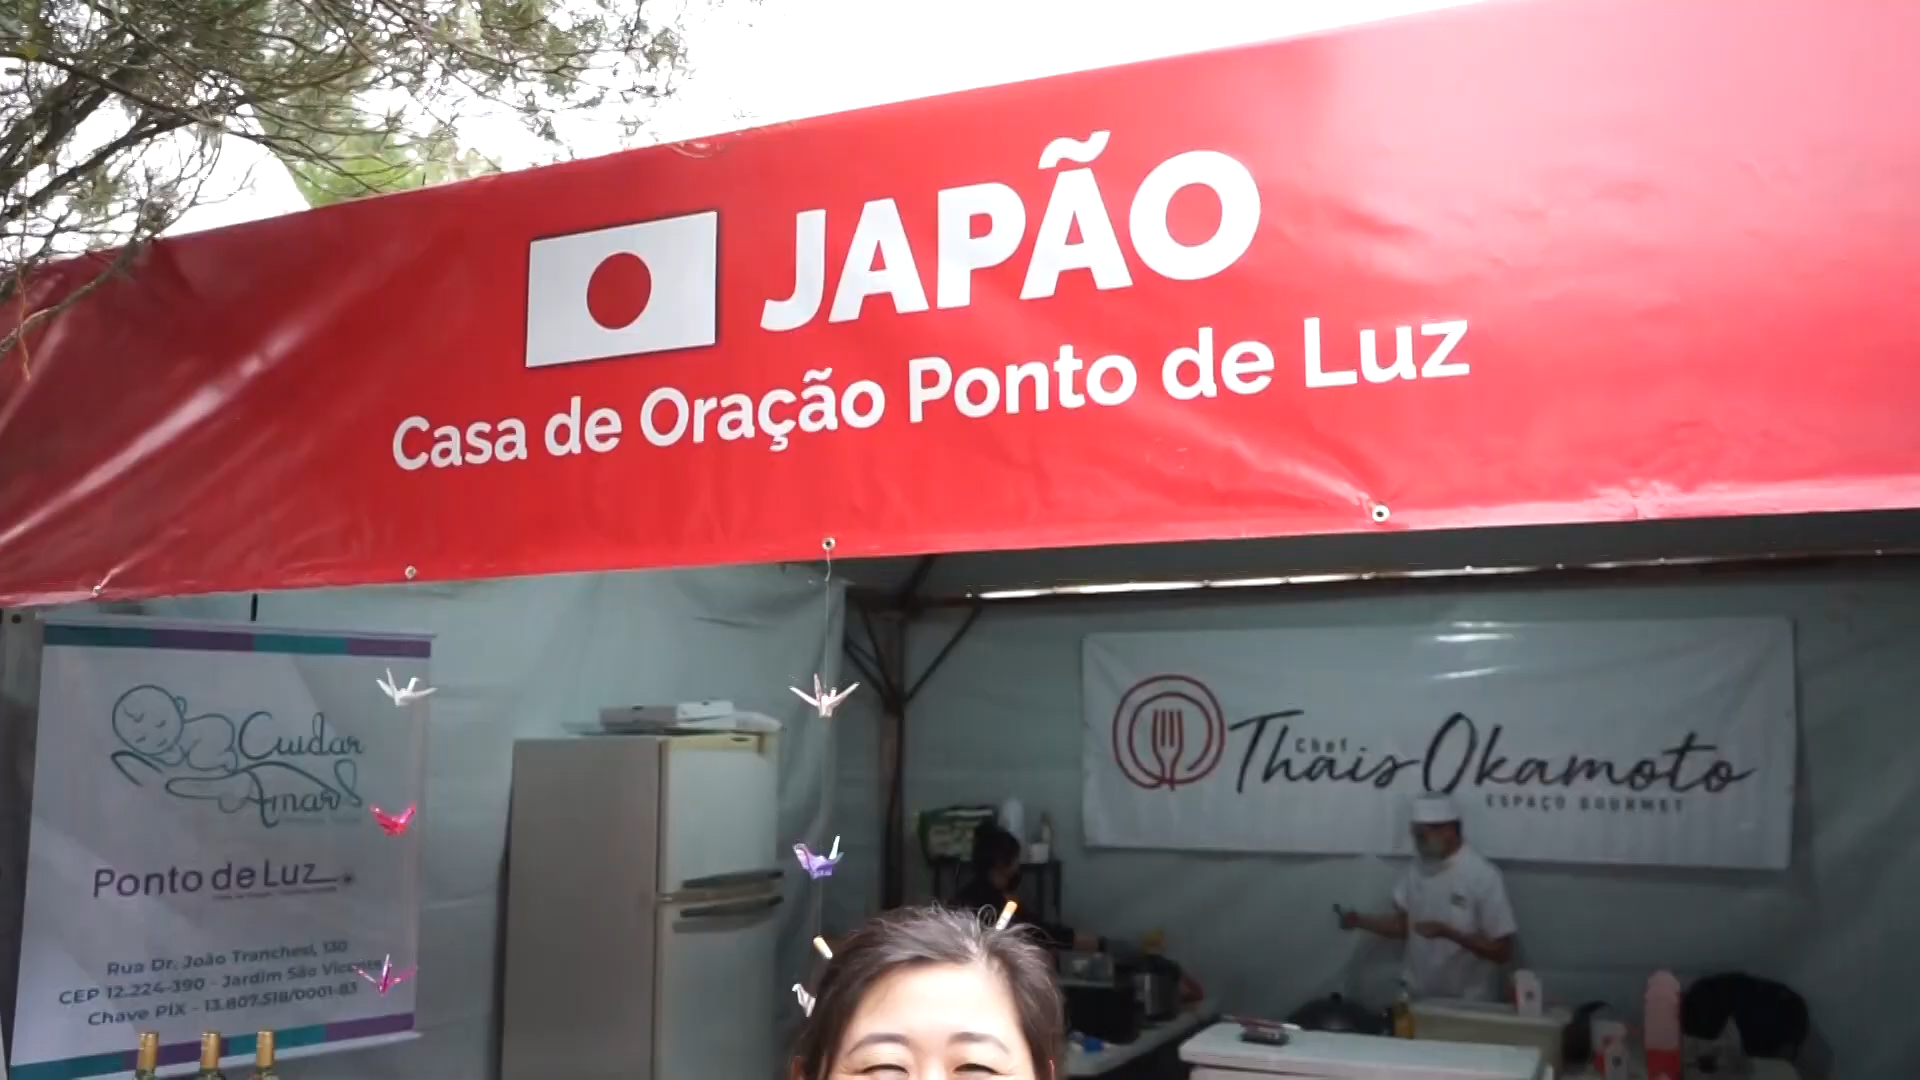 JAPÃO
Casa de Oração Ponto de Luz
Cuidar
Amar
Ponto de Luz
Rua Dr. João Tranchesi, 130
CEP 12.224-390 - Jardim São Vicente
Chave PIX - 13.807.518/0001-83
Chef
Thais Okamoto
ESPAÇO GOURMET